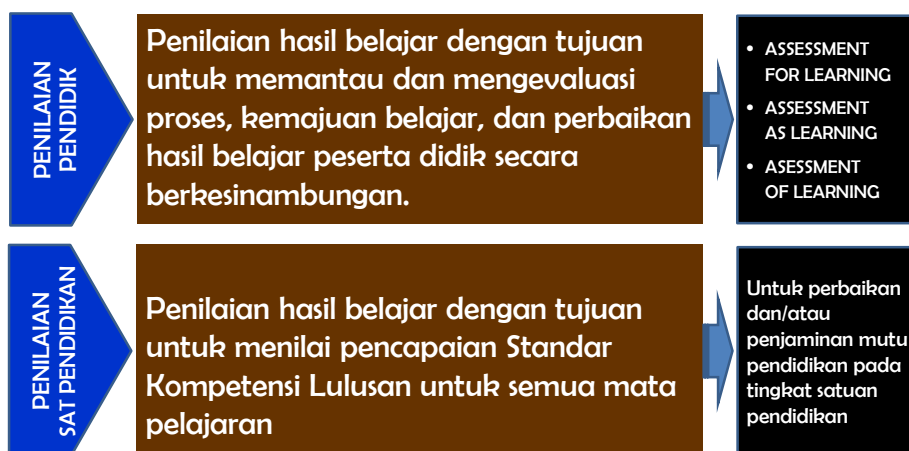 PENILAIAN
PENDIDIK
Penilaian hasil belajar dengan tujuan
untuk memantau dan mengevaluasi
proses, kemajuan belajar, dan perbaikan
hasil belajar peserta didik secara
berkesinambungan.
• ASSESSMENT
FOR LEARNING
• ASSESSMENT
AS LEARNING
• ASESSMENT
OF LEARNING
PENILAIAN
SAT PENDIDIKAN
Penilaian hasil belajar dengan tujuan
untuk menilai pencapaian Standar
Kompetensi Lulusan untuk semua mata
pelajaran
Untuk perbaikan
dan/atau
penjaminan mutu
pendidikan pada
tingkat satuan
pendidikan